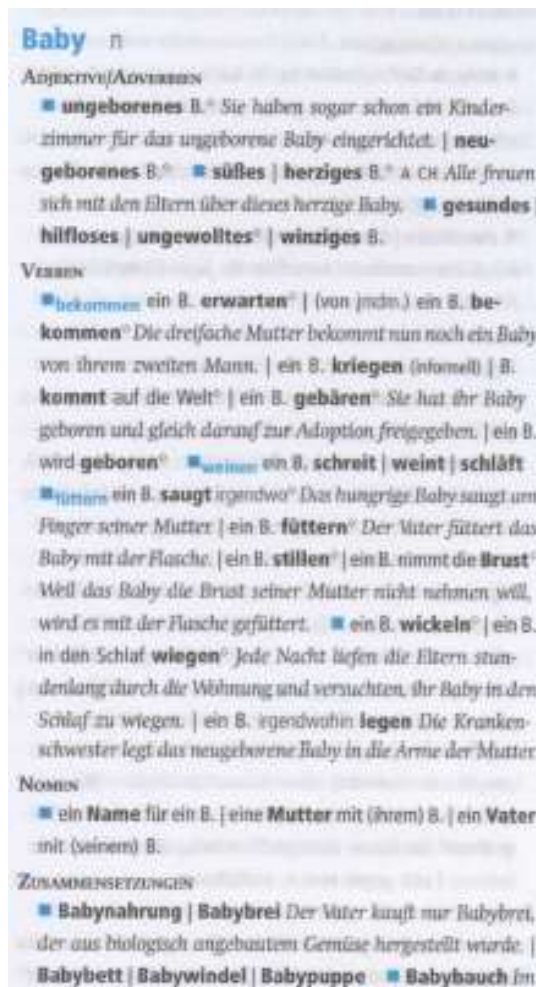 Baby n
ADJEKTIVE/ADVERBIEN
■ ungeborenes B.° Sie haben sogar schon ein Kinder-
zimmer für das ungeborene Baby eingerichtet. | neu-
geborenes B.° ■ süßes | herziges B.° A CH Alle freuen
sich mit den Eltern über dieses herzige Baby. ■ gesundes |
hilfloses | ungewolltes° | winziges B.
VERBEN
■bekommen ein B. erwarten° | (von jmdm.) ein B. be-
kommen° Die dreifache Mutter bekommt nun noch ein Baby
von ihrem zweiten Mann. | ein B. kriegen (informell) | B.
kommt auf die Welt° | ein B. gebären° Sie hat ihr Baby
geboren und gleich darauf zur Adoption freigegeben. | ein B.
wird geboren° ■weinen ein B. schreit | weint | schläft
■füttern ein B. saugt irgendwo° Das hungrige Baby saugt am
Finger seiner Mutter. | ein B. füttern° Der Vater füttert das
Baby mit der Flasche. | ein B. stillen° | ein B. nimmt die Brust°
Weil das Baby die Brust seiner Mutter nicht nehmen will,
wird es mit der Flasche gefüttert. ■ ein B. wickeln° | ein B.
in den Schlaf wiegen° Jede Nacht liefen die Eltern stun-
denlang durch die Wohnung und versuchten, ihr Baby in den
Schlaf zu wiegen. | ein B. irgendwohin legen Die Kranken-
schwester legt das neugeborene Baby in die Arme der Mutter.
NOMEN
■ ein Name für ein B. | eine Mutter mit (ihrem) B. | ein Vater
mit (seinem) B.
ZUSAMMENSETZUNGEN
■ Babynahrung | Babybrei Der Vater kauft nur Babybrei,
der aus biologisch angebautem Gemüse hergestellt wurde. |
Babybett | Babywindel | Babypuppe ■ Babybauch Im